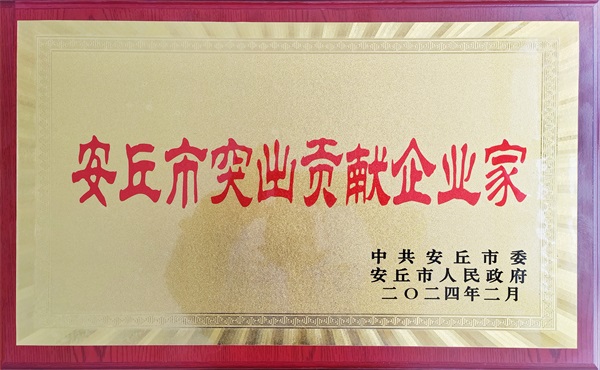 安丘市突出贡献企业家
中共安丘市委
安丘市人民政府
二〇二四年二月